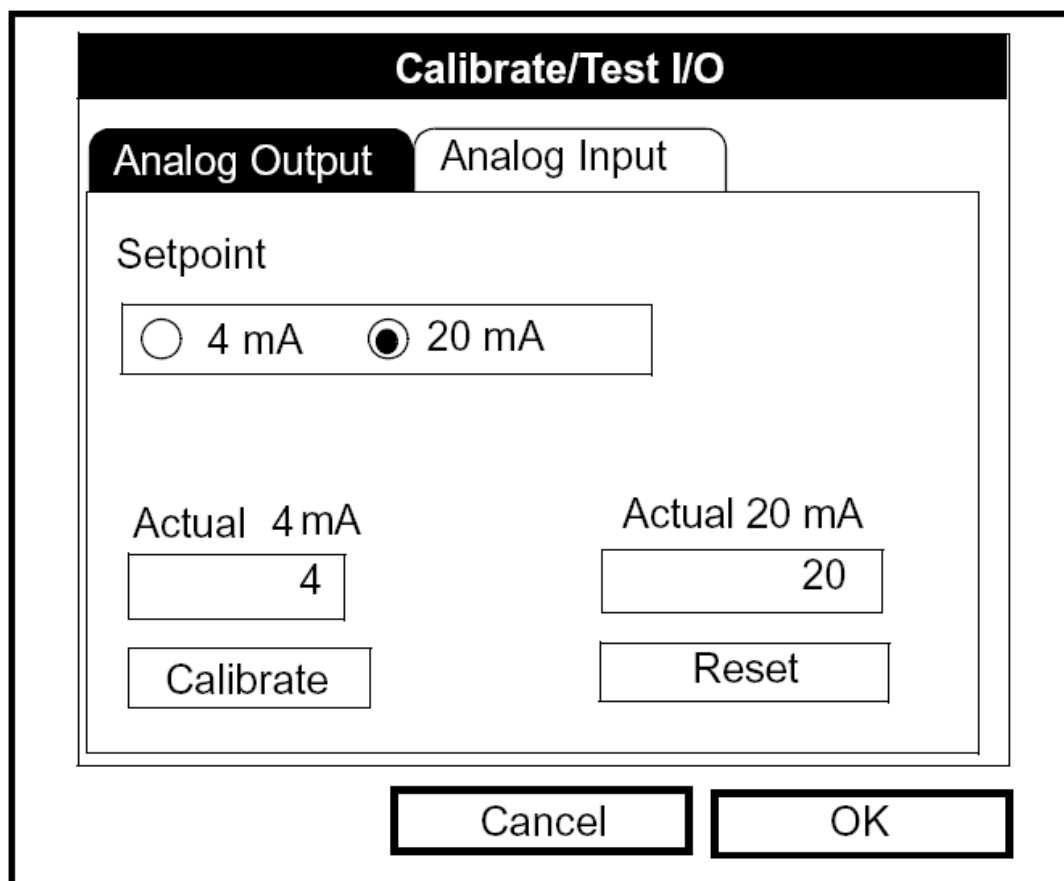 Calibrate/Test I/O
Analog Output Analog Input
Setpoint
4 mA 20 mA
Actual 4 mA Actual 20 mA
4 20
Calibrate Reset
Cancel OK